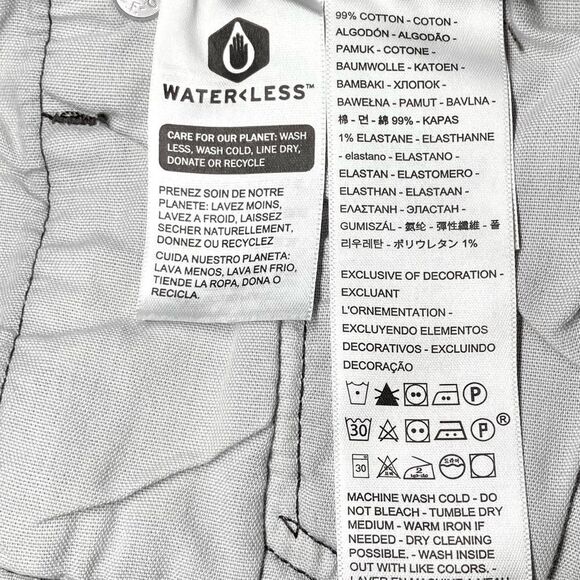 WATER<LESS™
CARE FOR OUR PLANET: WASH
LESS, WASH COLD, LINE DRY,
DONATE OR RECYCLE
PRENEZ SOIN DE NOTRE
PLANETE: LAVEZ MOINS,
LAVEZ A FROID, LAISSEZ
SECHER NATURELLEMENT,
DONNEZ OU RECYCLEZ
CUIDA NUESTRO PLANETA:
LAVA MENOS, LAVA EN FRIO,
TIENDE LA ROPA, DONA O
RECICLA.
99% COTTON - COTON -
ALGODÓN - ALGODÃO -
PAMUK - COTONE -
BAUMWOLLE - KATOEN -
BAMBAKI - ХЛОПОК -
BAWEŁNA - PAMUT - BAVLNA -
棉 - 면 - 綿 99% - KAPAS
1% ELASTANE - ELASTHANNE
- elastano - ELASTANO -
ELASTAN - ELASTOMERO -
ELASTHAN - ELASTAAN -
ΕΛΑΣΤΑΝΗ - ЭЛАСТАН -
GUMISZÁL - 氨纶 - 彈性纖維 - 폴
리우레탄 - ポリウレタン 1%
EXCLUSIVE OF DECORATION -
EXCLUANT
L'ORNEMENTATION -
EXCLUYENDO ELEMENTOS
DECORATIVOS - EXCLUINDO
DECORAÇÃO
P
30 P ®
30 2
MACHINE WASH COLD - DO
NOT BLEACH - TUMBLE DRY
MEDIUM - WARM IRON IF
NEEDED - DRY CLEANING
POSSIBLE. - WASH INSIDE
OUT WITH LIKE COLORS. -